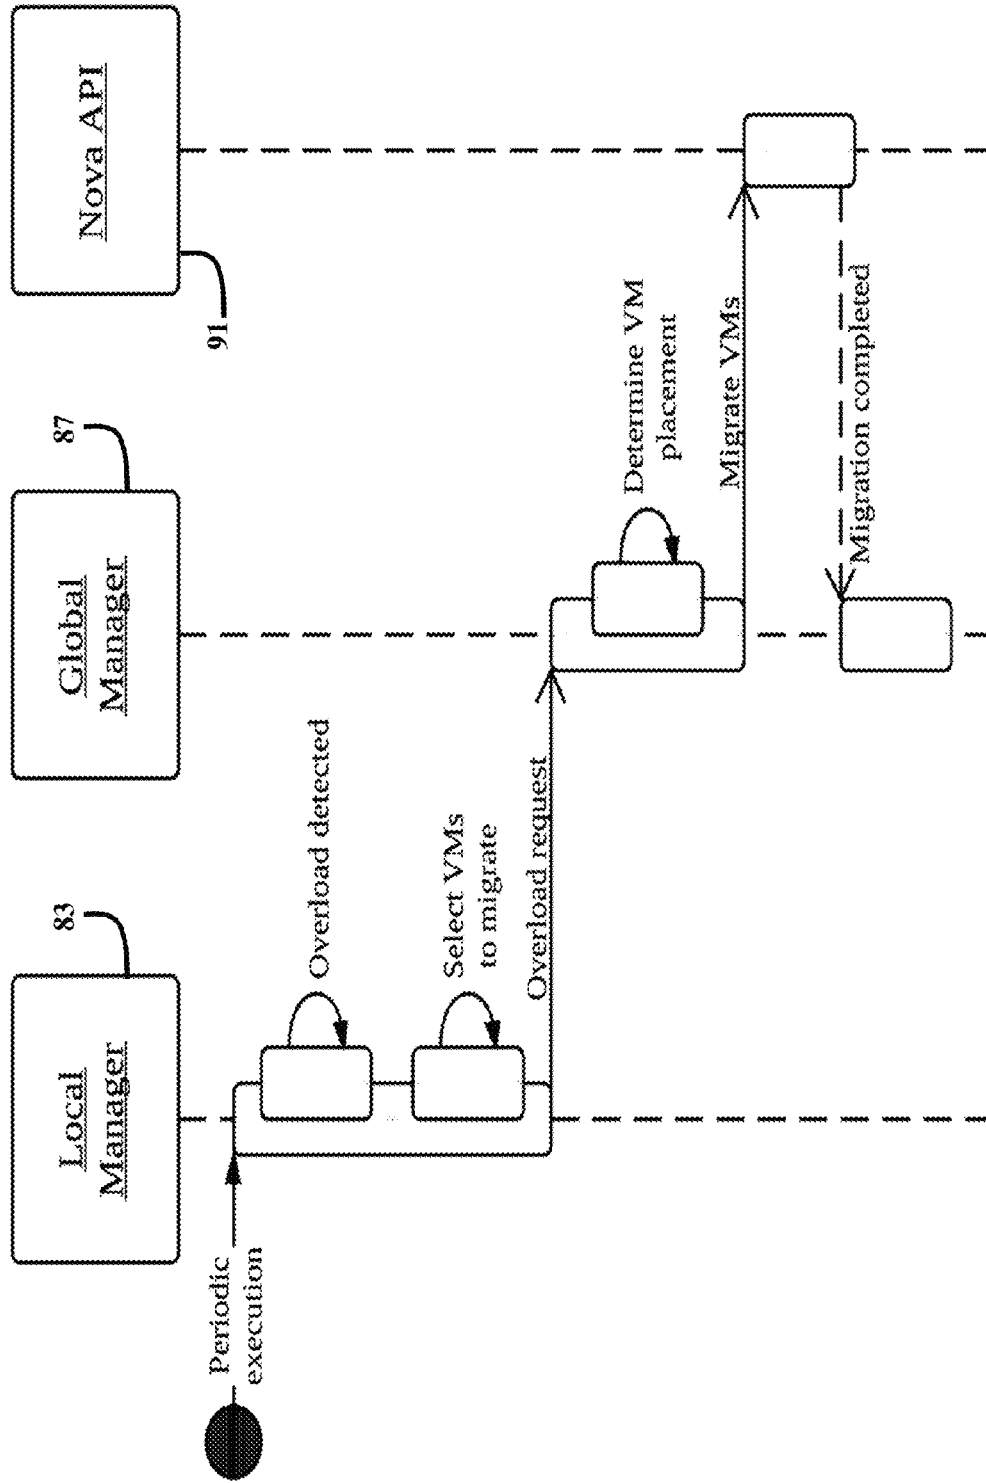 Local
Manager
83
Global
Manager
87
Nova API
91
Periodic
execution
Overload detected
Select VMs
to migrate
Overload request
Determine VM
placement
Migrate VMs
Migration completed